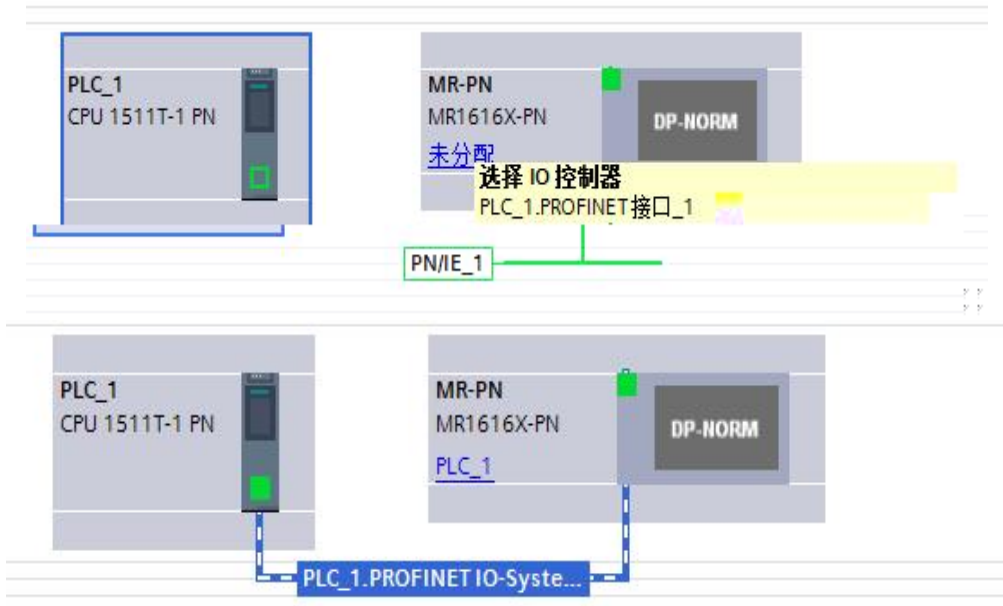 PLC_1
CPU 1511T-1 PN
MR-PN
MR1616X-PN
DP-NORM
未分配
选择 IO 控制器
PLC_1.PROFINET接口_1
PN/IE_1
PLC_1
CPU 1511T-1 PN
MR-PN
MR1616X-PN
DP-NORM
PLC_1
PLC_1.PROFINET IO-Syste...